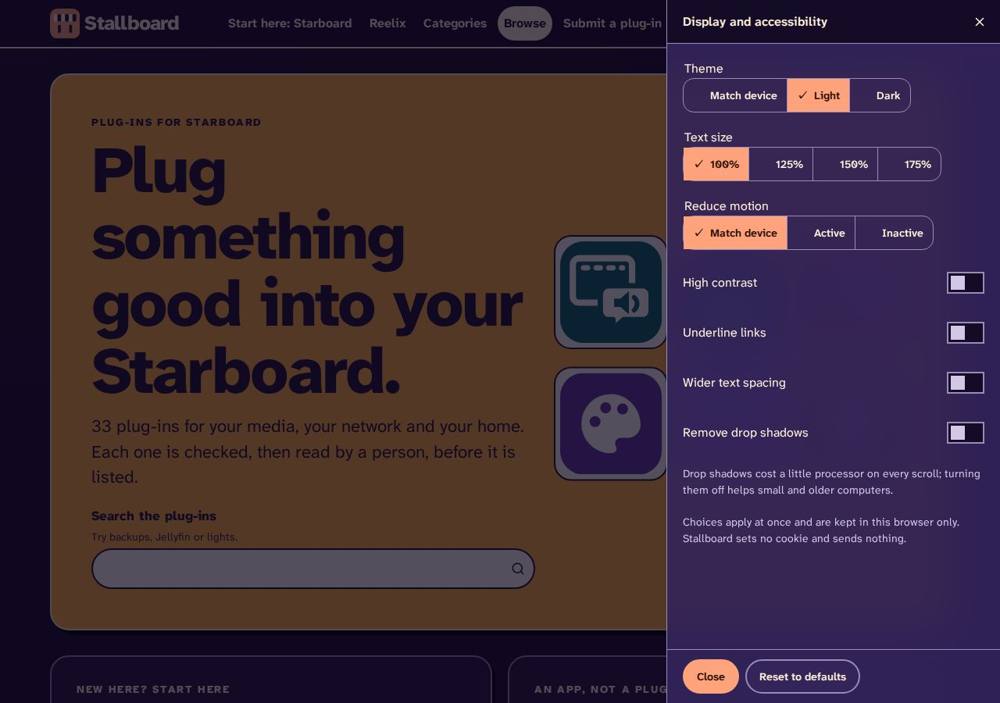 Stallboard
Start here: Starboard
Reelix
Categories
Browse
Submit a plug-in
PLUG-INS FOR STARBOARD
Plug
something
good into your
Starboard.
33 plug-ins for your media, your network and your home.
Each one is checked, then read by a person, before it is
listed.
Search the plug-ins
Try backups, Jellyfin or lights.
NEW HERE? START HERE
AN APP, NOT A PLUG
Display and accessibility
Theme
Match device
✓ Light
Dark
Text size
✓ 100%
125%
150%
175%
Reduce motion
✓ Match device
Active
Inactive
High contrast
Underline links
Wider text spacing
Remove drop shadows
Drop shadows cost a little processor on every scroll; turning
them off helps small and older computers.
Choices apply at once and are kept in this browser only.
Stallboard sets no cookie and sends nothing.
Close
Reset to defaults